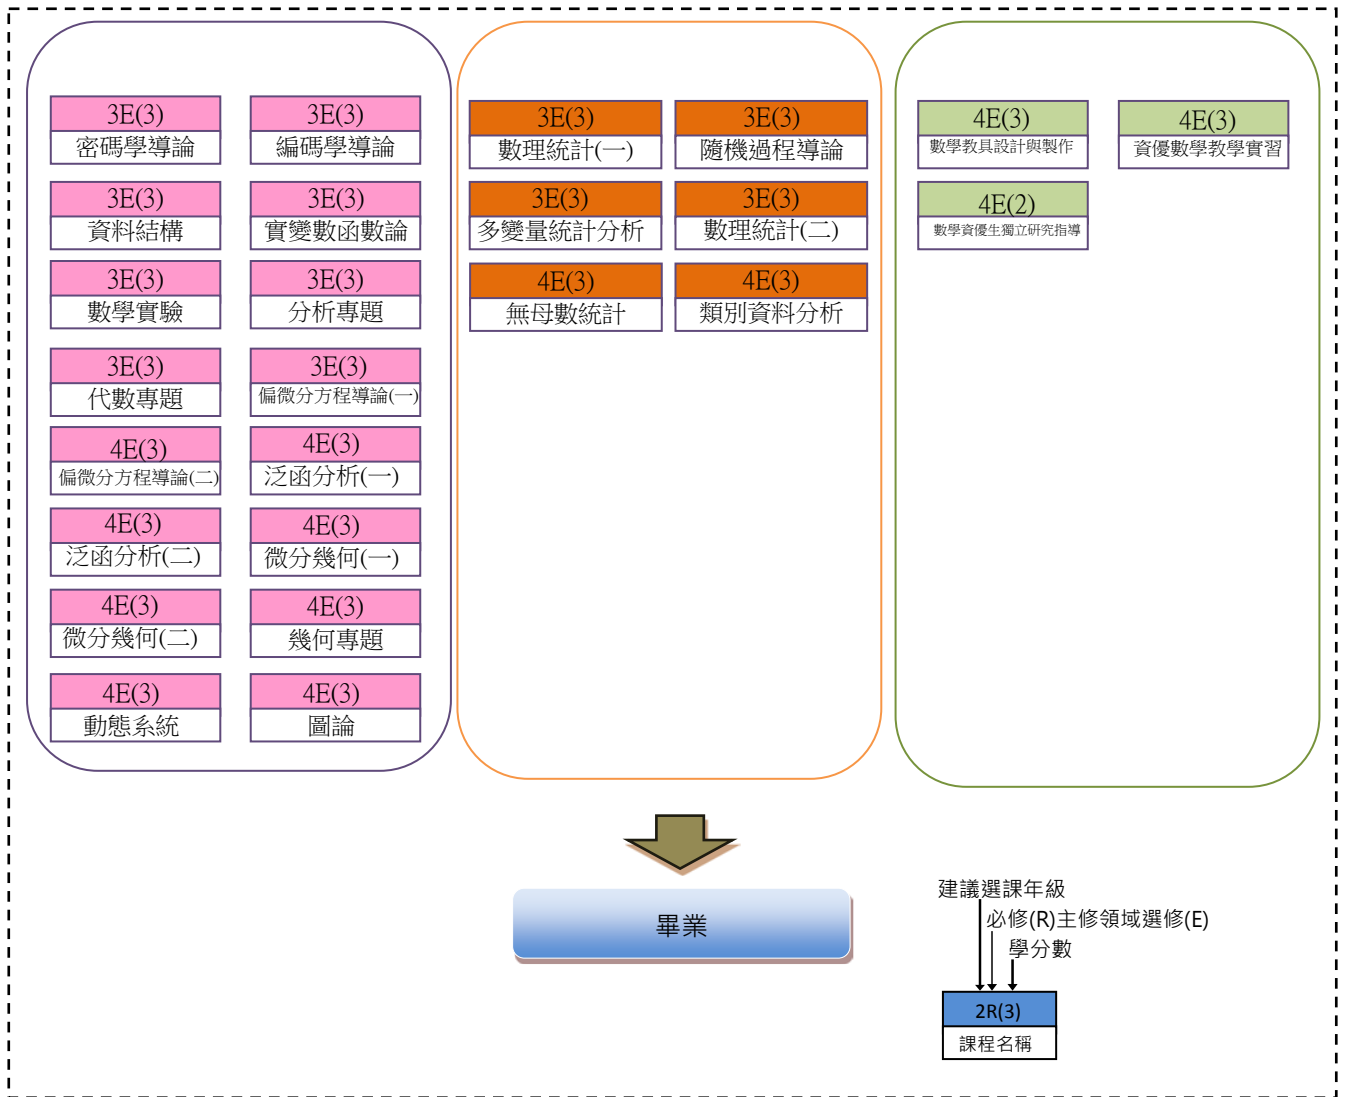 3E(3)
密碼學導論
3E(3)
編碼學導論
3E(3)
資料結構
3E(3)
實變數函數論
3E(3)
數學實驗
3E(3)
分析專題
3E(3)
代數專題
3E(3)
偏微分方程導論(一)
4E(3)
偏微分方程導論(二)
4E(3)
泛函分析(一)
4E(3)
泛函分析(二)
4E(3)
微分幾何(一)
4E(3)
微分幾何(二)
4E(3)
幾何專題
4E(3)
動態系統
4E(3)
圖論
3E(3)
數理統計(一)
3E(3)
隨機過程導論
3E(3)
多變量統計分析
3E(3)
數理統計(二)
4E(3)
無母數統計
4E(3)
類別資料分析
4E(3)
數學教具設計與製作
4E(3)
資優數學教學實習
4E(2)
數學資優生獨立研究指導
畢業
建議選課年級
必修(R)主修領域選修(E)
學分數
2R(3)
課程名稱